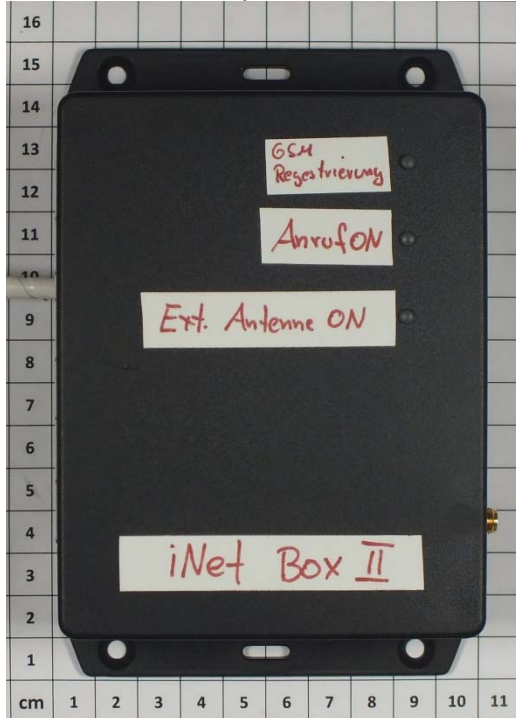 16
15
14
13
GSM
Regestrierung
12
11
Anruf ON
10
9
Ext. Antenne ON
8
7
6
5
4
iNet Box II
3
2
1
cm 1 2 3 4 5 6 7 8 9 10 11